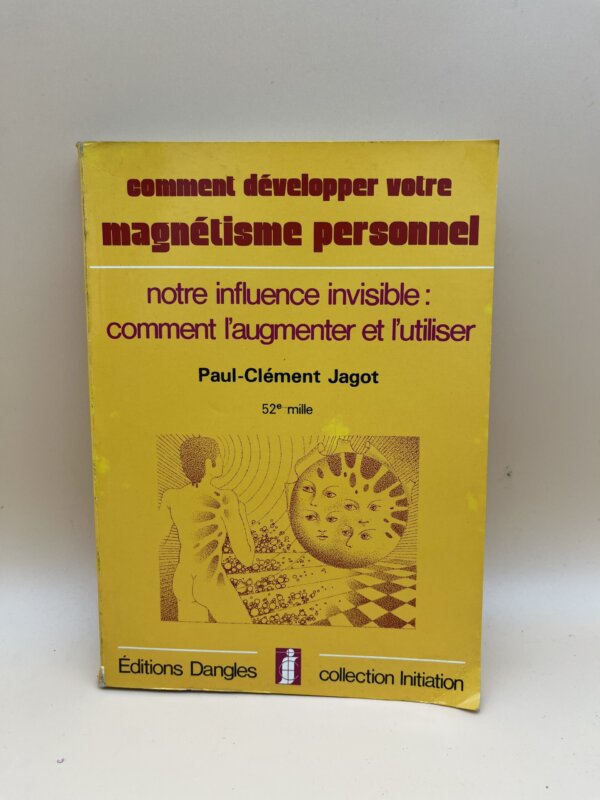 comment développer votre
magnétisme personnel
notre influence invisible :
comment l'augmenter et l'utiliser
Paul-Clément Jagot
52e mille
Éditions Dangles
collection Initiation